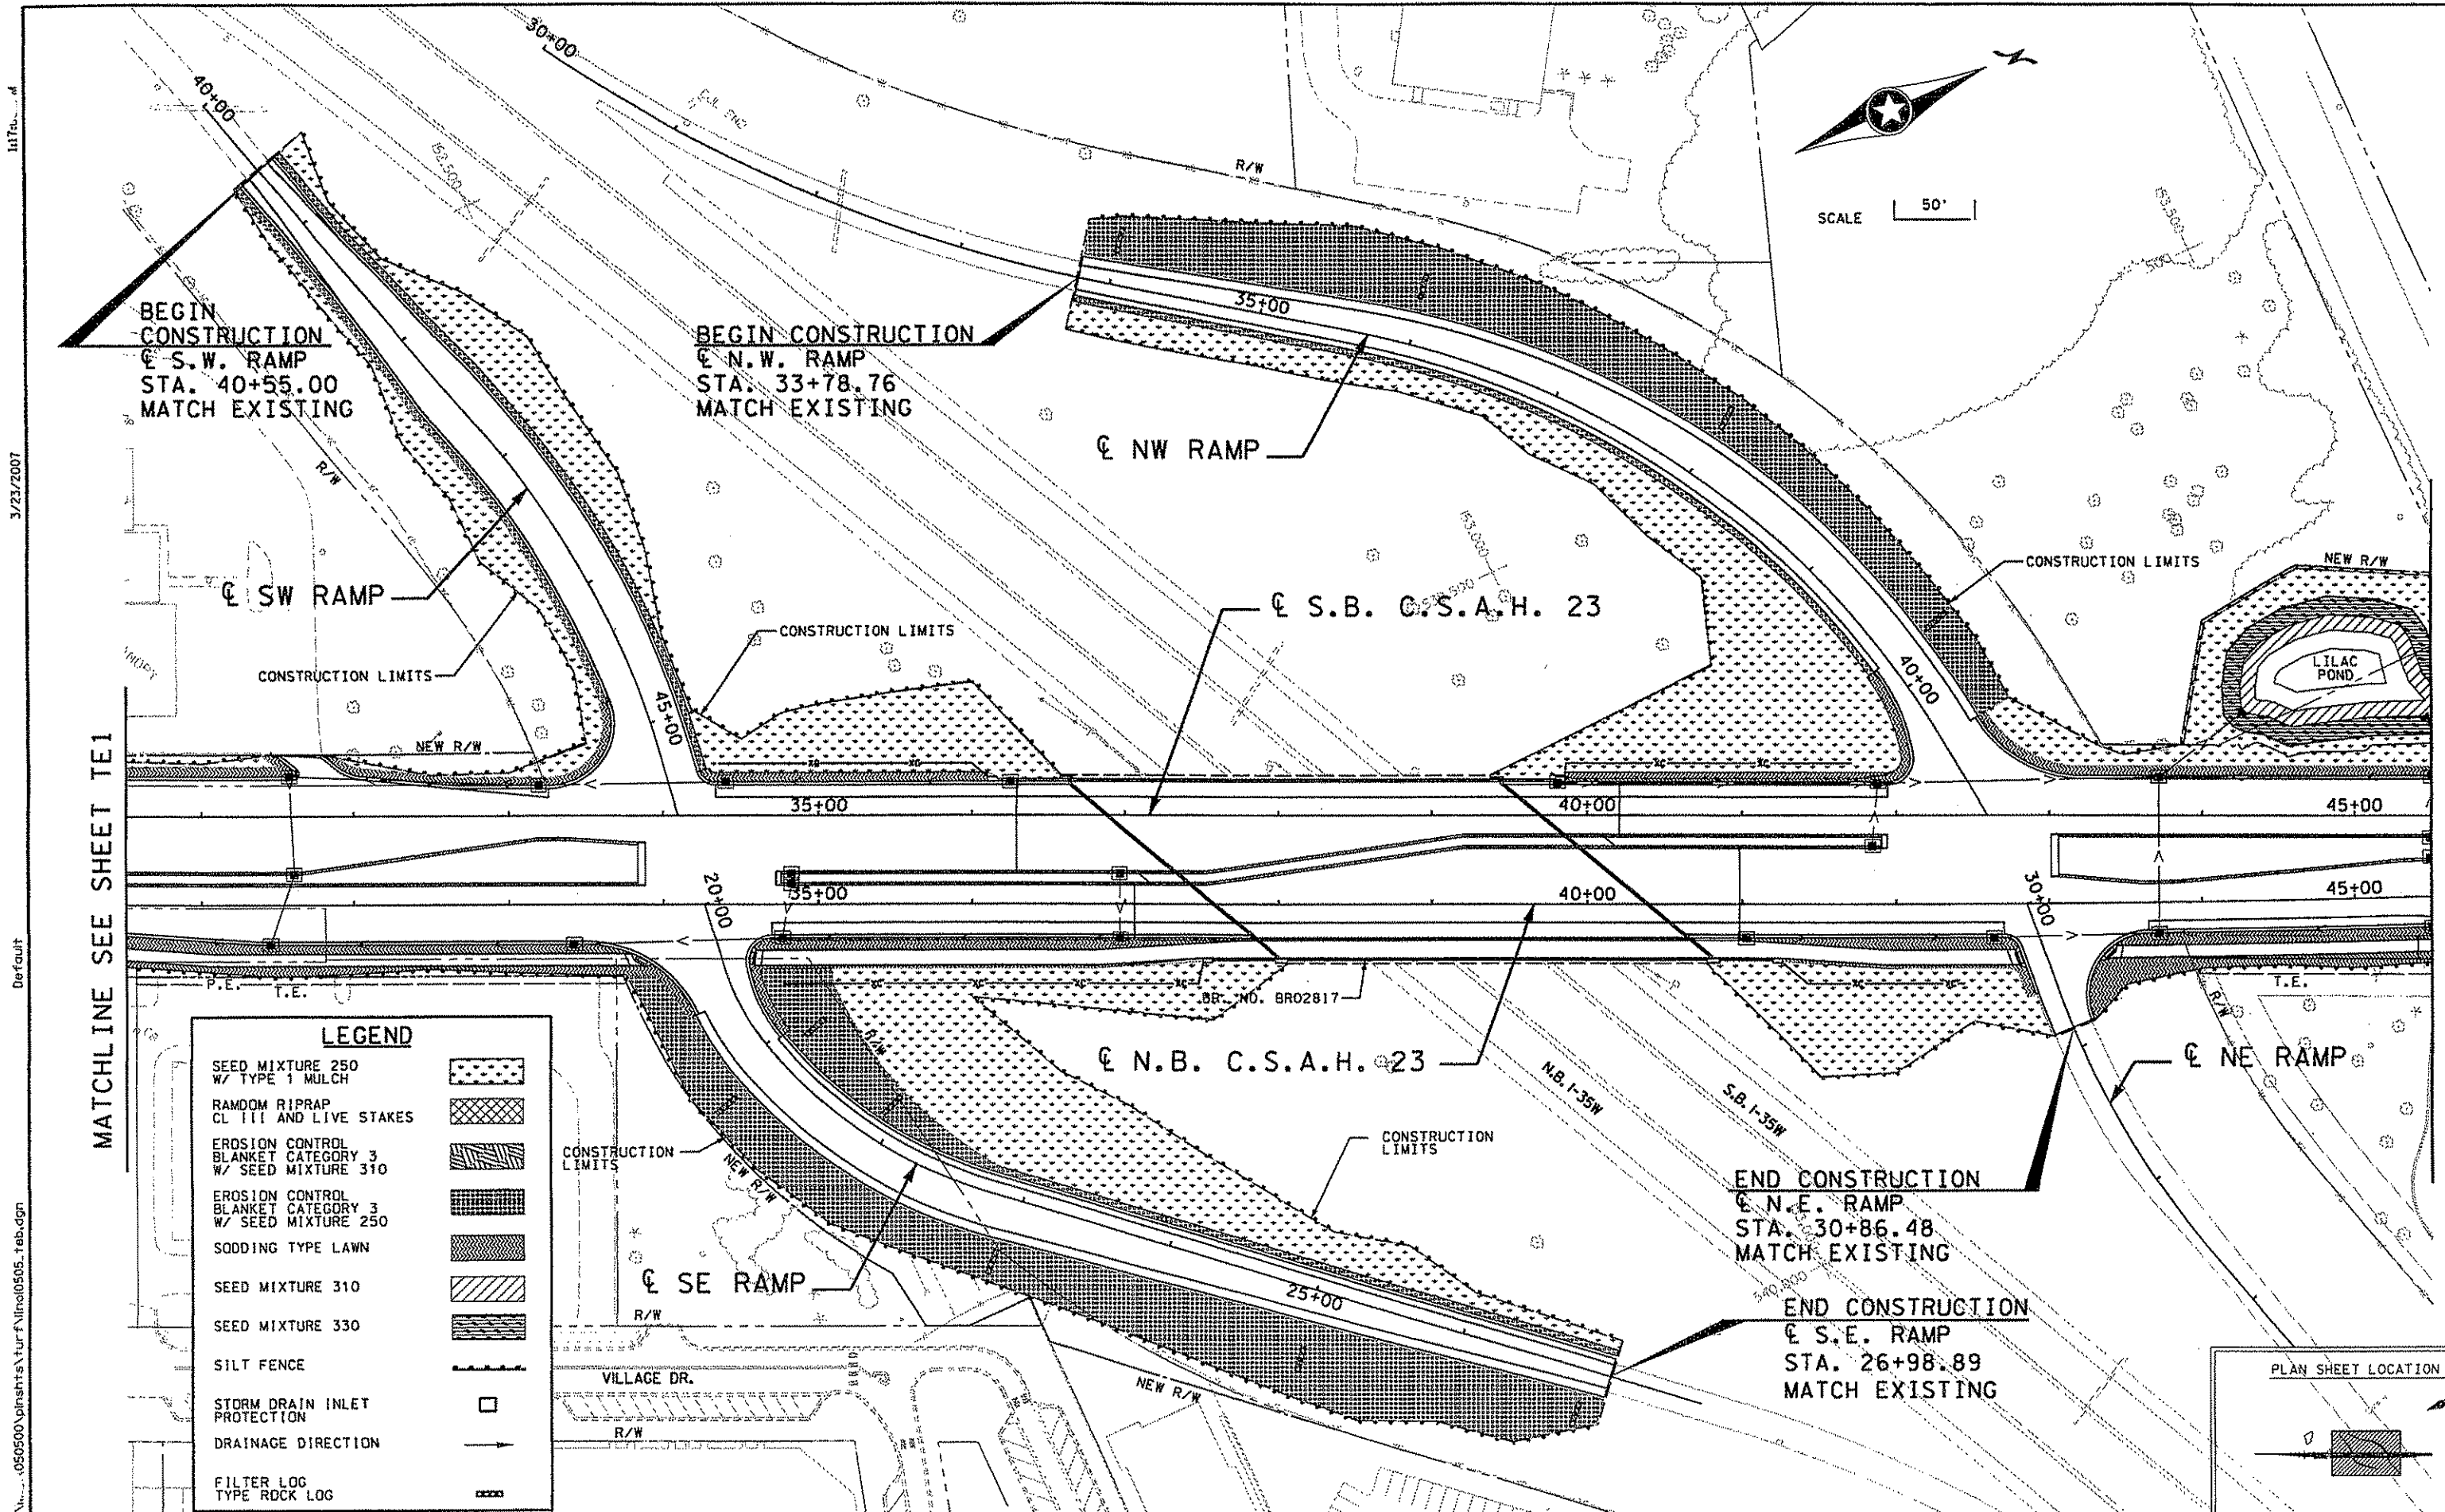 30+00
40+00
R/W
SCALE 50'
N
BEGIN
CONSTRUCTION
℄ S.W. RAMP
STA. 40+55.00
MATCH EXISTING
BEGIN CONSTRUCTION
℄ N.W. RAMP
STA. 33+78.76
MATCH EXISTING
35+00
℄ NW RAMP
R/W
℄ SW RAMP
CONSTRUCTION LIMITS
CONSTRUCTION LIMITS
℄ S.B. C.S.A.H. 23
CONSTRUCTION LIMITS
NEW R/W
LILAC
POND
40+00
45+00
NEW R/W
35+00
40+00
45+00
20+00
35+00
40+00
30+00
45+00
MATCHLINE SEE SHEET TE1
P.E.
T.E.
R/W
BR. NO. BR02817
T.E.
R/W
℄ N.B. C.S.A.H. 23
N.B. I-35W
S.B. I-35W
℄ NE RAMP
CONSTRUCTION
LIMITS
NEW R/W
CONSTRUCTION
LIMITS
END CONSTRUCTION
℄ N.E. RAMP
STA. 30+86.48
MATCH EXISTING
℄ SE RAMP
25+00
END CONSTRUCTION
℄ S.E. RAMP
STA. 26+98.89
MATCH EXISTING
R/W
VILLAGE DR.
NEW R/W
R/W
PLAN SHEET LOCATION
LEGEND
SEED MIXTURE 250
W/ TYPE 1 MULCH
RAMDOM RIPRAP
CL III AND LIVE STAKES
EROSION CONTROL
BLANKET CATEGORY 3
W/ SEED MIXTURE 310
EROSION CONTROL
BLANKET CATEGORY 3
W/ SEED MIXTURE 250
SODDING TYPE LAWN
SEED MIXTURE 310
SEED MIXTURE 330
SILT FENCE
STORM DRAIN INLET
PROTECTION
DRAINAGE DIRECTION
FILTER LOG
TYPE ROCK LOG
3/23/2007
Default